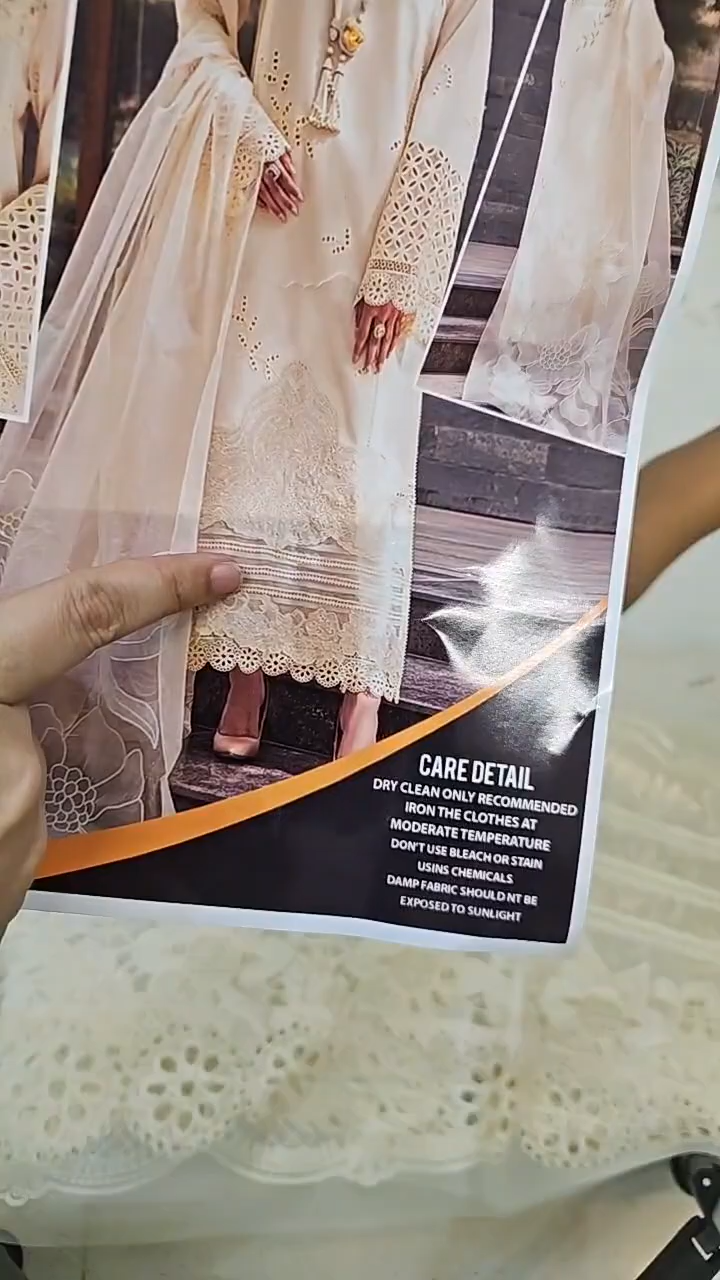 CARE DETAIL
DRY CLEAN ONLY RECOMMENDED
IRON THE CLOTHES AT
MODERATE TEMPERATURE
DON'T USE BLEACH OR STAIN
USINS CHEMICALS
DAMP FABRIC SHOULD NT BE
EXPOSED TO SUNLIGHT